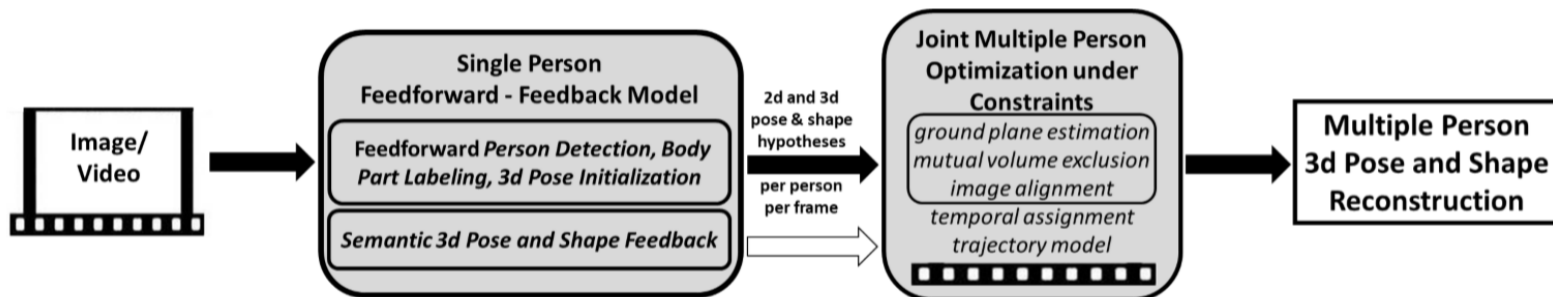 Image/
Video
Single Person
Feedforward - Feedback Model
Feedforward Person Detection, Body
Part Labeling, 3d Pose Initialization
Semantic 3d Pose and Shape Feedback
2d and 3d
pose & shape
hypotheses
per person
per frame
Joint Multiple Person
Optimization under
Constraints
ground plane estimation
mutual volume exclusion
image alignment
temporal assignment
trajectory model
Multiple Person
3d Pose and Shape
Reconstruction